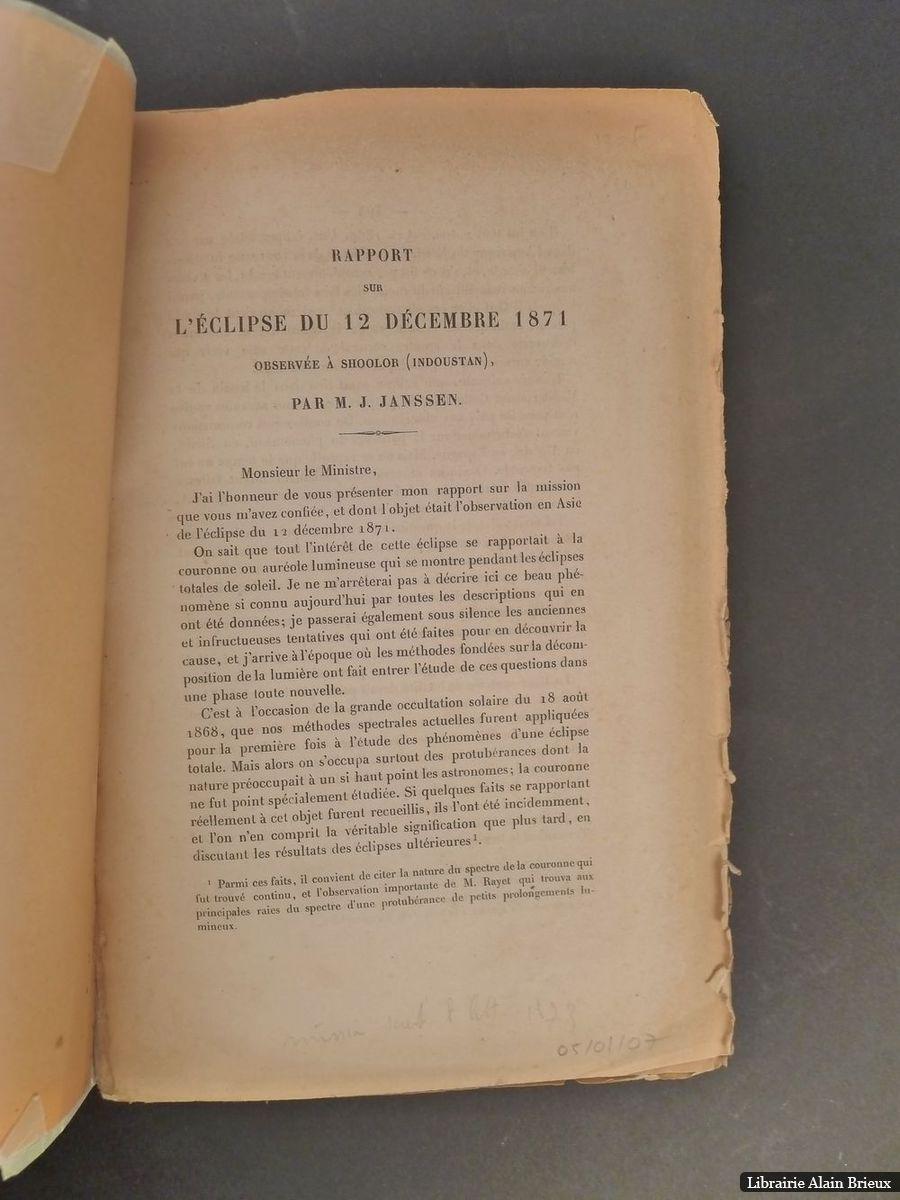 RAPPORT
SUR
L'ÉCLIPSE DU 12 DÉCEMBRE 1871
OBSERVÉE À SHOOLOR (INDOUSTAN),
PAR M. J. JANSSEN.
Monsieur le Ministre,
J'ai l'honneur de vous présenter mon rapport sur la mission
que vous m'avez confiée, et dont l'objet était l'observation en Asie
de l'éclipse du 12 décembre 1871.
On sait que tout l'intérêt de cette éclipse se rapportait à la
couronne ou auréole lumineuse qui se montre pendant les éclipses
totales de soleil. Je ne m'arrêterai pas à décrire ici ce beau phé-
nomène si connu aujourd'hui par toutes les descriptions qui en
ont été données; je passerai également sous silence les anciennes
et infructueuses tentatives qui ont été faites pour en découvrir la
cause, et j'arrive à l'époque où les méthodes fondées sur la décom-
position de la lumière ont fait entrer l'étude de ces questions dans
une phase toute nouvelle.
C'est à l'occasion de la grande occultation solaire du 18 août
1868, que nos méthodes spectrales actuelles furent appliquées
pour la première fois à l'étude des phénomènes d'une éclipse
totale. Mais alors on s'occupa surtout des protubérances dont la
nature préoccupait à un si haut point les astronomes; la couronne
ne fut point spécialement étudiée. Si quelques faits se rapportant
réellement à cet objet furent recueillis, ils l'ont été incidemment,
et l'on n'en comprit la véritable signification que plus tard, en
discutant les résultats des éclipses ultérieures¹.
¹ Parmi ces faits, il convient de citer la nature du spectre de la couronne qui
fut trouvé continu, et l'observation importante de M. Rayet qui trouva aux
principales raies du spectre d'une protubérance de petits prolongements lu-
mineux.
05/01/07
Librairie Alain Brieux